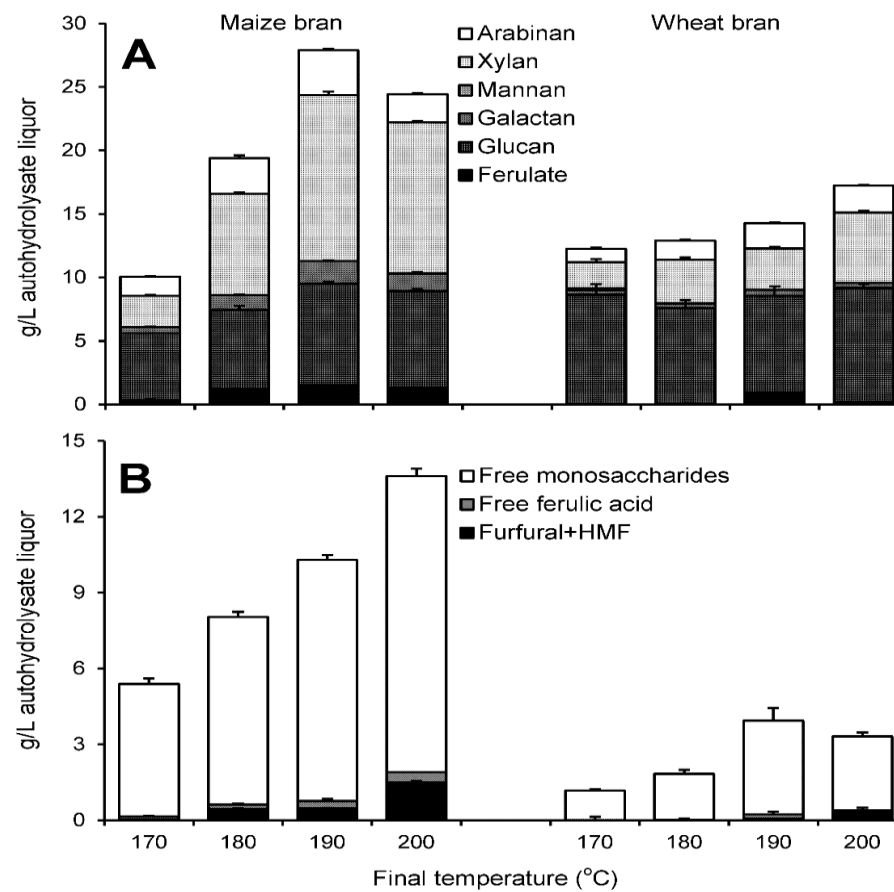 Maize bran
Wheat bran
A
Arabinan
Xylan
Mannan
Galactan
Glucan
Ferulate
g/L autohydrolysate liquor
30
25
20
15
10
5
0
B
Free monosaccharides
Free ferulic acid
Furfural+HMF
g/L autohydrolysate liquor
15
12
9
6
3
0
170 180 190 200 170 180 190 200
Final temperature (°C)